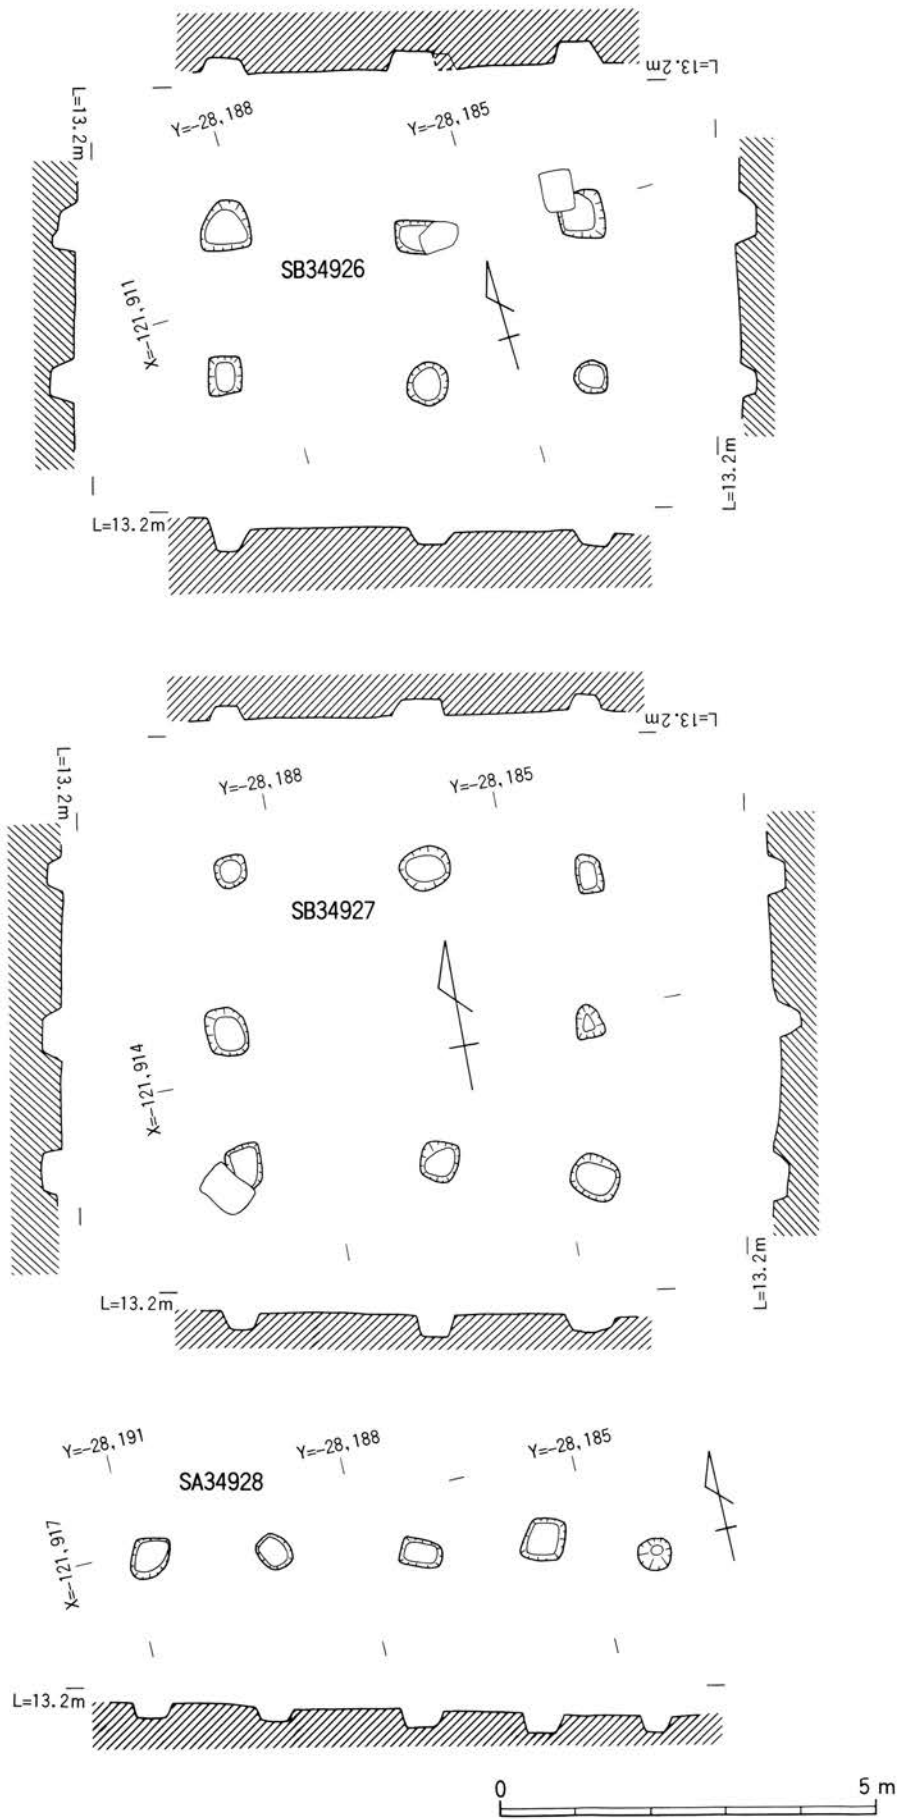 L=13.2m
L=13.2m
Y=-28,188
Y=-28,185
SB34926
X=-121,911
L=13.2m
L=13.2m
L=13.2m
L=13.2m
Y=-28,188
Y=-28,185
SB34927
X=-121,914
L=13.2m
L=13.2m
Y=-28,191
Y=-28,188
Y=-28,185
SA34928
X=-121,917
L=13.2m
0
5 m